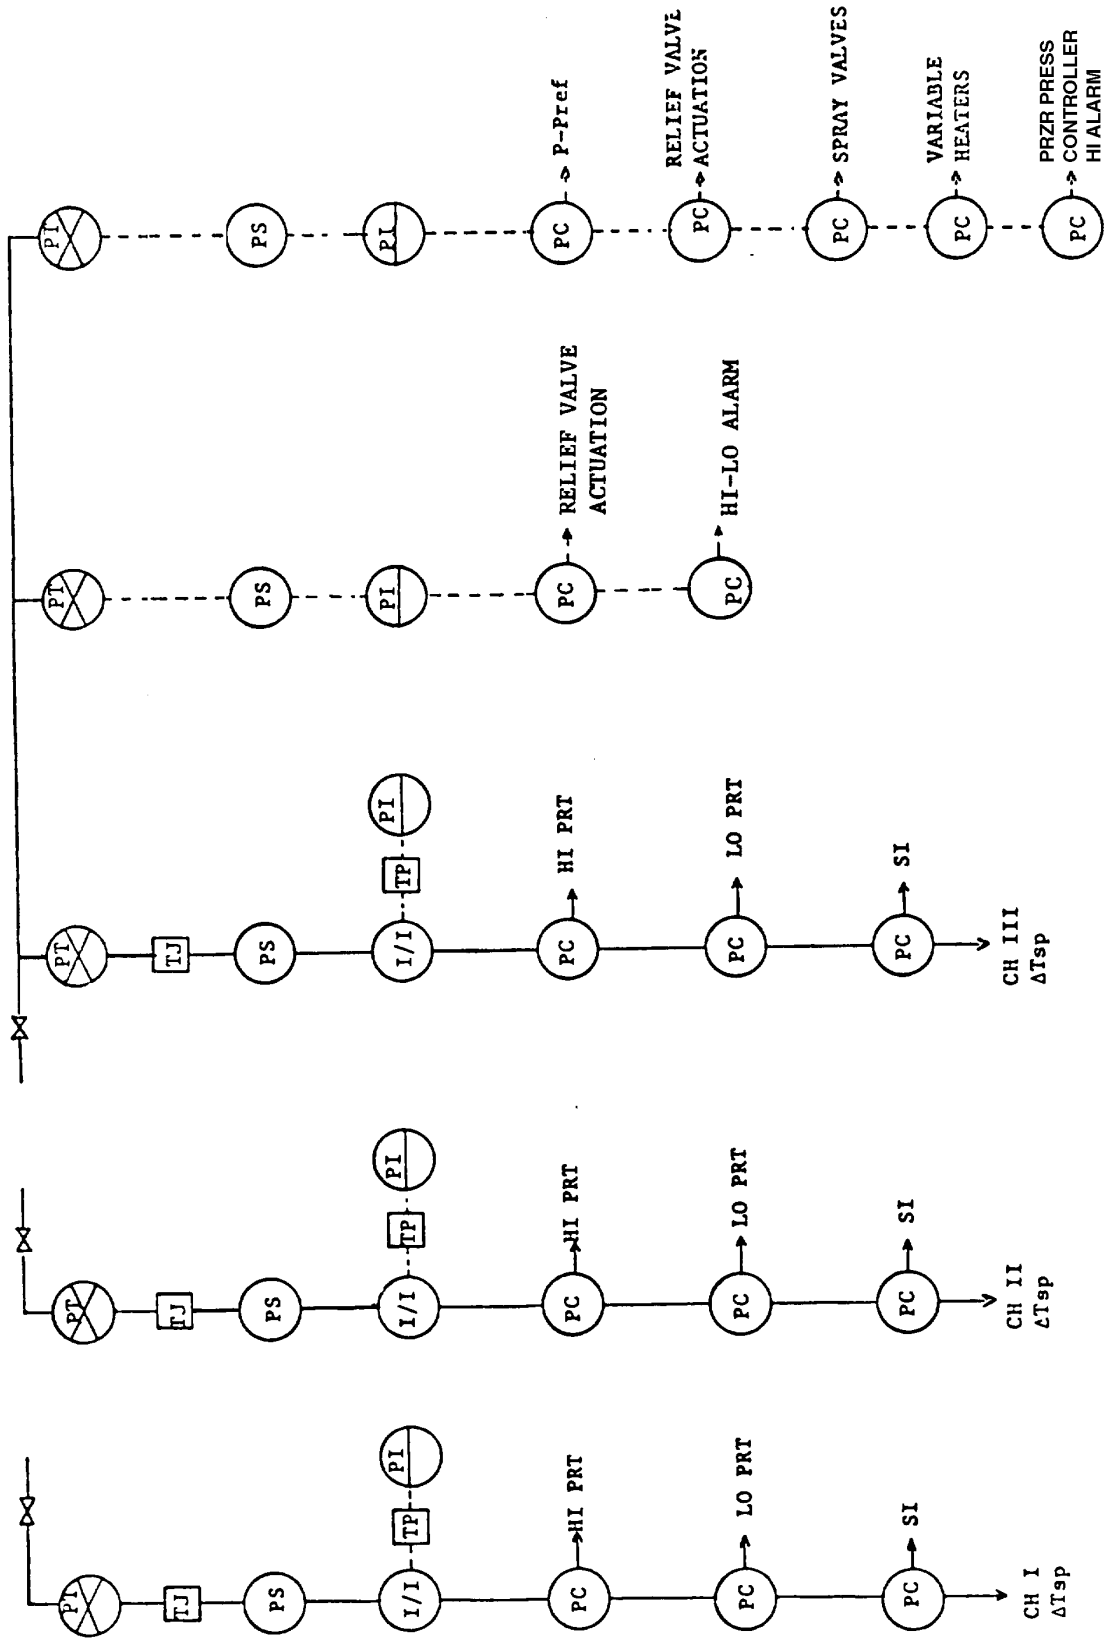 PT
TJ
PS
I/I
TP
PI
PC
HI PRT
PC
LO PRT
PC
SI
CH I
ΔTsp
PT
TJ
PS
I/I
TP
PI
PC
HI PRT
PC
LO PRT
PC
SI
CH II
ΔTsp
PT
TJ
PS
I/I
TP
PI
PC
HI PRT
PC
LO PRT
PC
SI
CH III
ΔTsp
PT
PS
PI
PC
RELIEF VALVE
ACTUATION
PC
HI-LO ALARM
PT
PS
PI
PC
P-Pref
PC
RELIEF VALVE
ACTUATION
PC
SPRAY VALVES
PC
VARIABLE
HEATERS
PC
PRZR PRESS
CONTROLLER
HI ALARM